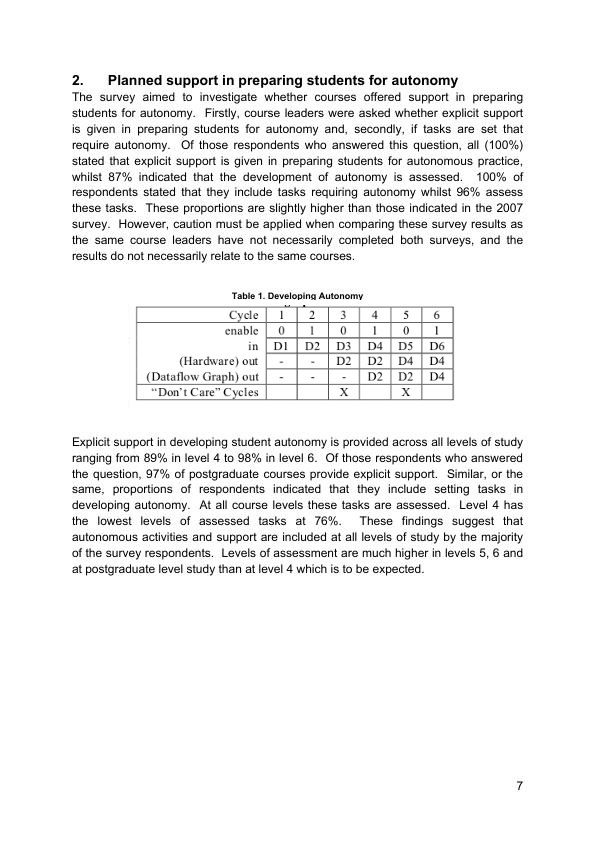 2. Planned support in preparing students for autonomy
The survey aimed to investigate whether courses offered support in preparing
students for autonomy. Firstly, course leaders were asked whether explicit support
is given in preparing students for autonomy and, secondly, if tasks are set that
require autonomy. Of those respondents who answered this question, all (100%)
stated that explicit support is given in preparing students for autonomous practice,
whilst 87% indicated that the development of autonomy is assessed. 100% of
respondents stated that they include tasks requiring autonomy whilst 96% assess
these tasks. These proportions are slightly higher than those indicated in the 2007
survey. However, caution must be applied when comparing these survey results as
the same course leaders have not necessarily completed both surveys, and the
results do not necessarily relate to the same courses.
Table 1. Developing Autonomy
Cycle 1 2 3 4 5 6
enable 0 1 0 1 0 1
in D1 D2 D3 D4 D5 D6
(Hardware) out - - D2 D2 D4 D4
(Dataflow Graph) out - - - D2 D2 D4
“Don’t Care” Cycles X X
Explicit support in developing student autonomy is provided across all levels of study
ranging from 89% in level 4 to 98% in level 6. Of those respondents who answered
the question, 97% of postgraduate courses provide explicit support. Similar, or the
same, proportions of respondents indicated that they include setting tasks in
developing autonomy. At all course levels these tasks are assessed. Level 4 has
the lowest levels of assessed tasks at 76%. These findings suggest that
autonomous activities and support are included at all levels of study by the majority
of the survey respondents. Levels of assessment are much higher in levels 5, 6 and
at postgraduate level study than at level 4 which is to be expected.
7